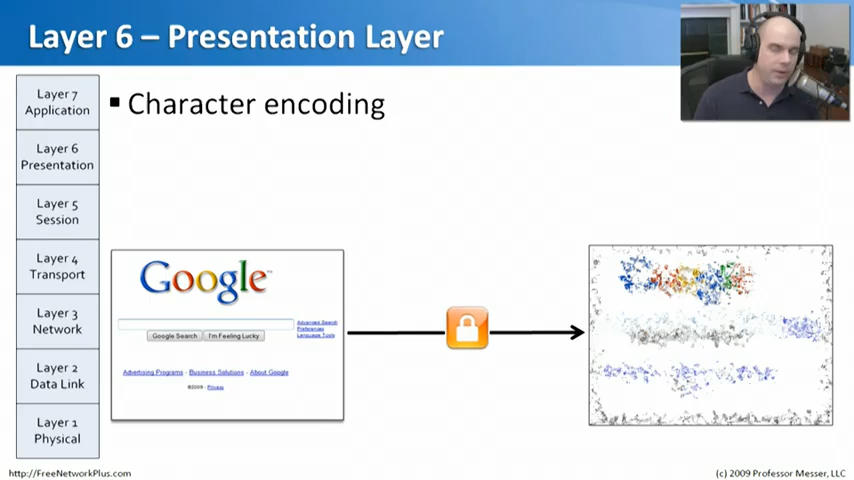 Layer 6 – Presentation Layer
Layer 7
Application
Layer 6
Presentation
Layer 5
Session
Layer 4
Transport
Layer 3
Network
Layer 2
Data Link
Layer 1
Physical
▪ Character encoding
Google™
Advanced Search
Preferences
Language Tools
Google Search
I'm Feeling Lucky
Advertising Programs - Business Solutions - About Google
©2009 - Privacy
http://FreeNetworkPlus.com
(c) 2009 Professor Messer, LLC